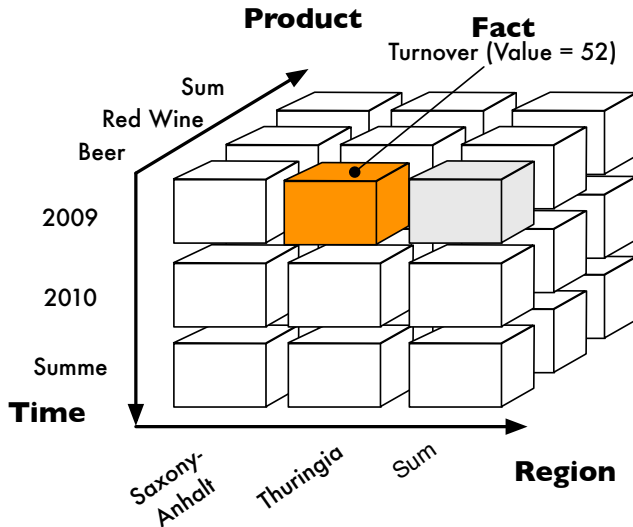 Product
Fact
Turnover (Value = 52)
Sum
Red Wine
Beer
2009
2010
Summe
Time
Saxony-
Anhalt
Thuringia
Sum
Region